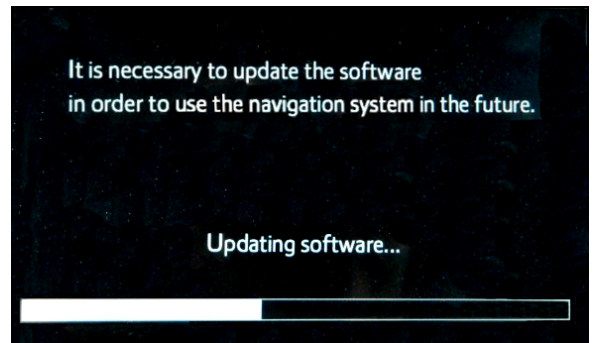 It is necessary to update the software
in order to use the navigation system in the future.
Updating software...